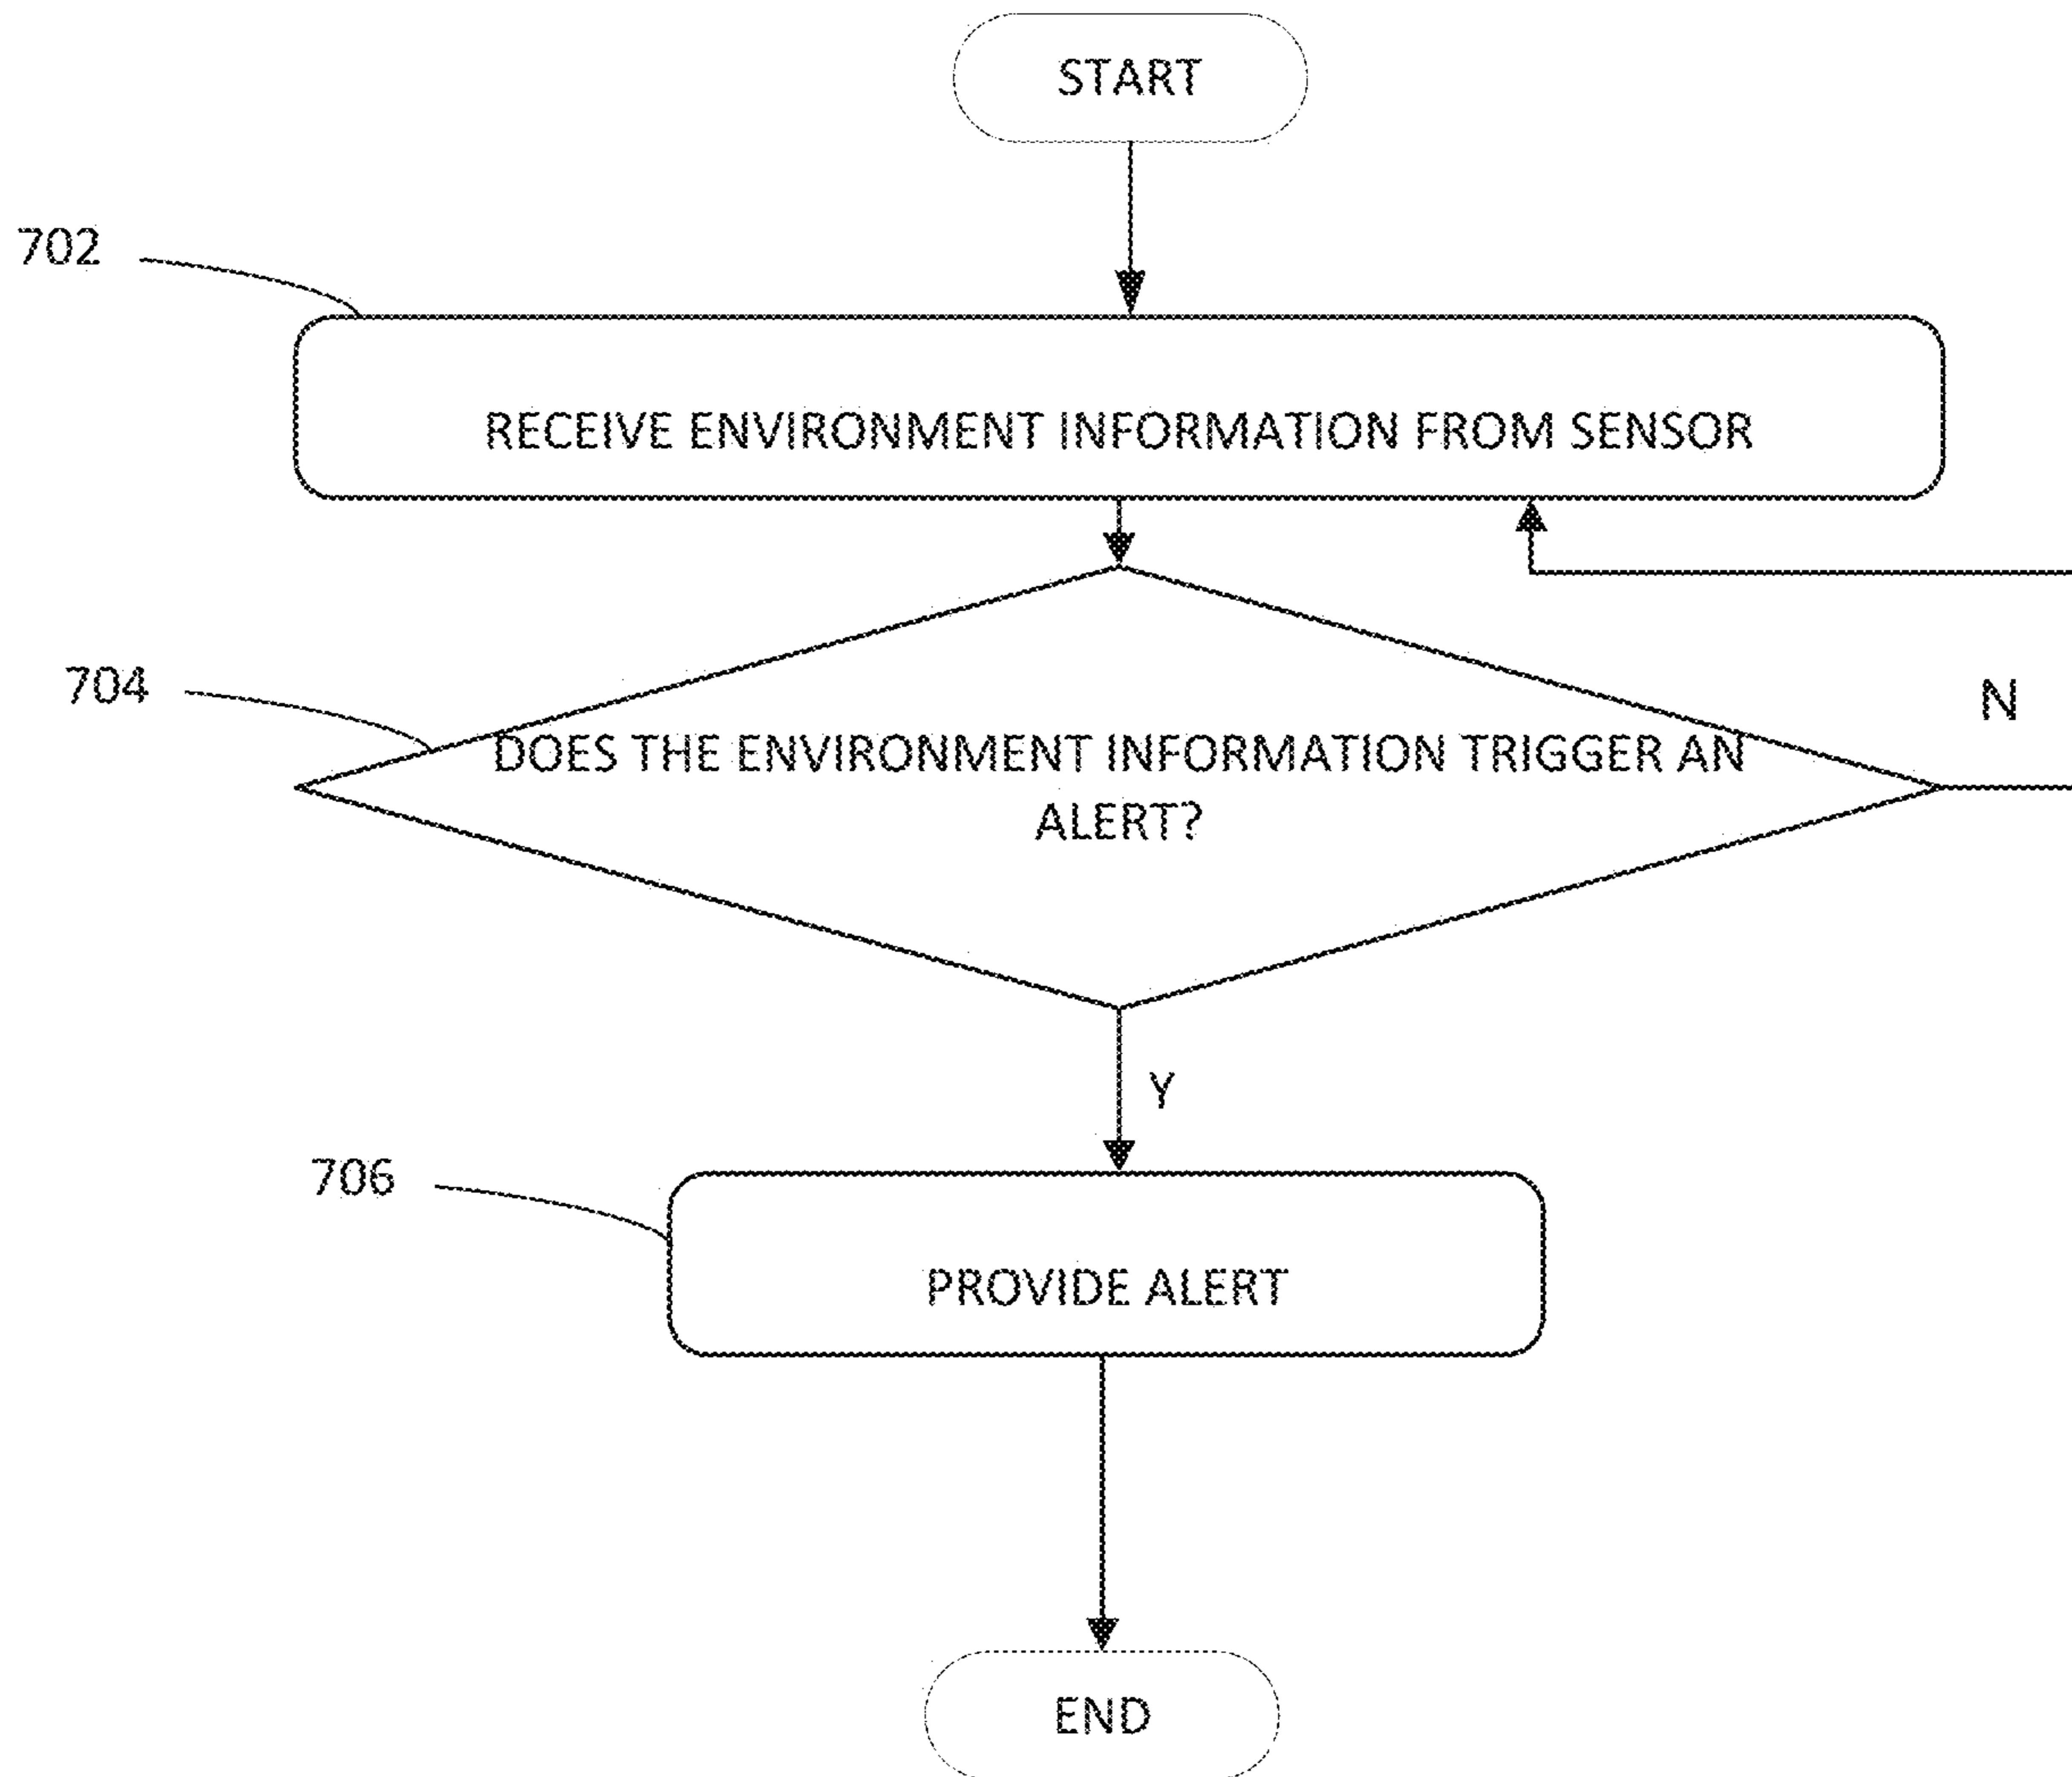 START
702
RECEIVE ENVIRONMENT INFORMATION FROM SENSOR
704
N
DOES THE ENVIRONMENT INFORMATION TRIGGER AN
ALERT?
Y
706
PROVIDE ALERT
END